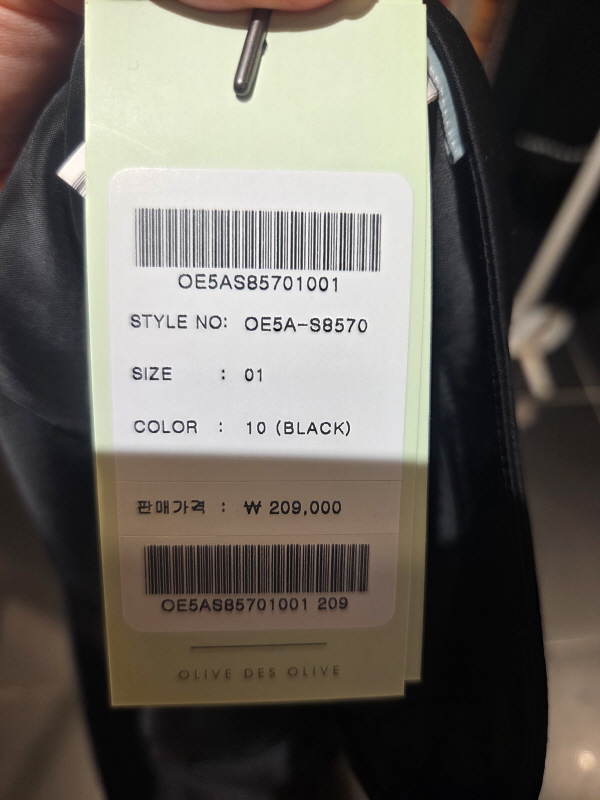 OE5AS85701001
STYLE NO: OE5A-S8570
SIZE : 01
COLOR : 10 (BLACK)
판매가격 : ₩ 209,000
OE5AS85701001 209
OLIVE DES OLIVE